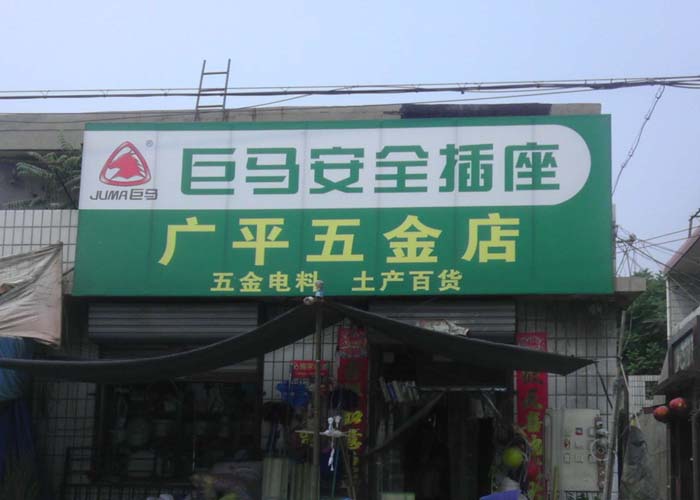 巨马安全插座
®
JUMA巨马
广平五金店
五金电料 土产百货